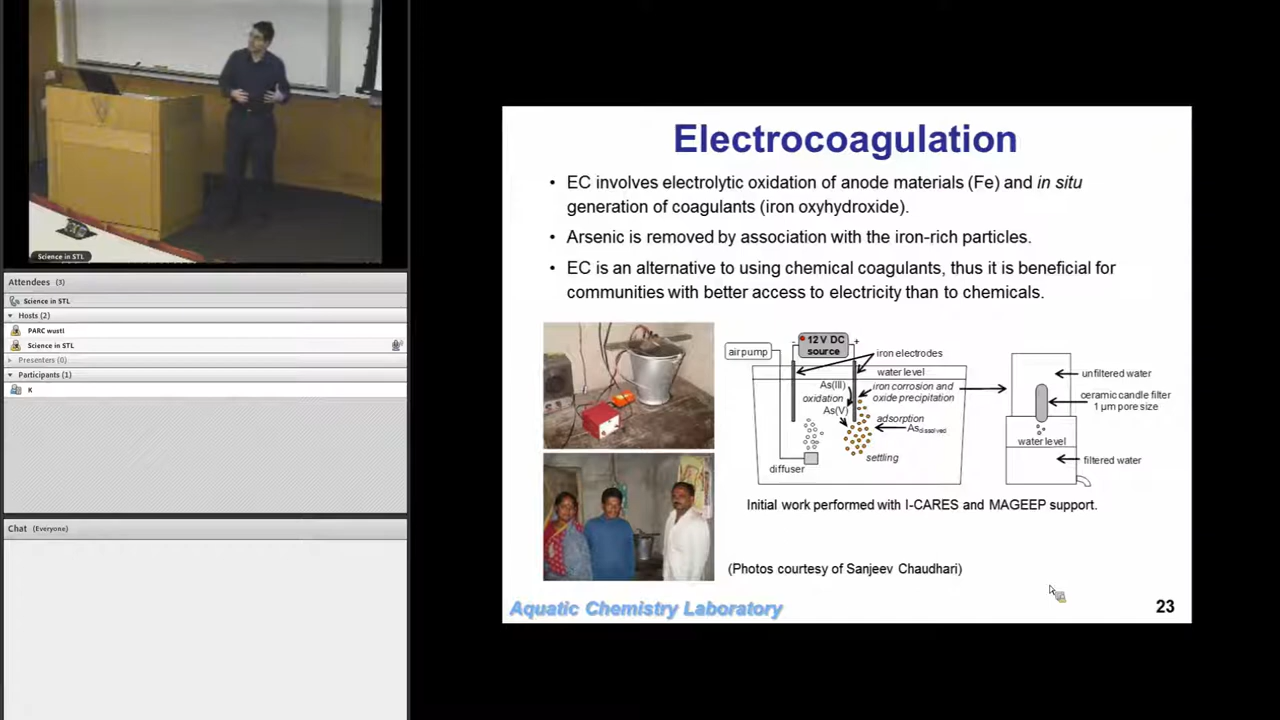 Science in STL
Attendees (3)
Science in STL
Hosts (2)
PARC wustl
Science in STL
Presenters (0)
Participants (1)
K
Chat (Everyone)
Electrocoagulation
• EC involves electrolytic oxidation of anode materials (Fe) and in situ
generation of coagulants (iron oxyhydroxide).
• Arsenic is removed by association with the iron-rich particles.
• EC is an alternative to using chemical coagulants, thus it is beneficial for
communities with better access to electricity than to chemicals.
air pump
- 12 V DC +
source
iron electrodes
water level
As(III)
oxidation
As(V)
iron corrosion and
oxide precipitation
adsorption
Asdissolved
settling
diffuser
unfiltered water
ceramic candle filter
1 µm pore size
water level
filtered water
Initial work performed with I-CARES and MAGEEP support.
(Photos courtesy of Sanjeev Chaudhari)
Aquatic Chemistry Laboratory
23